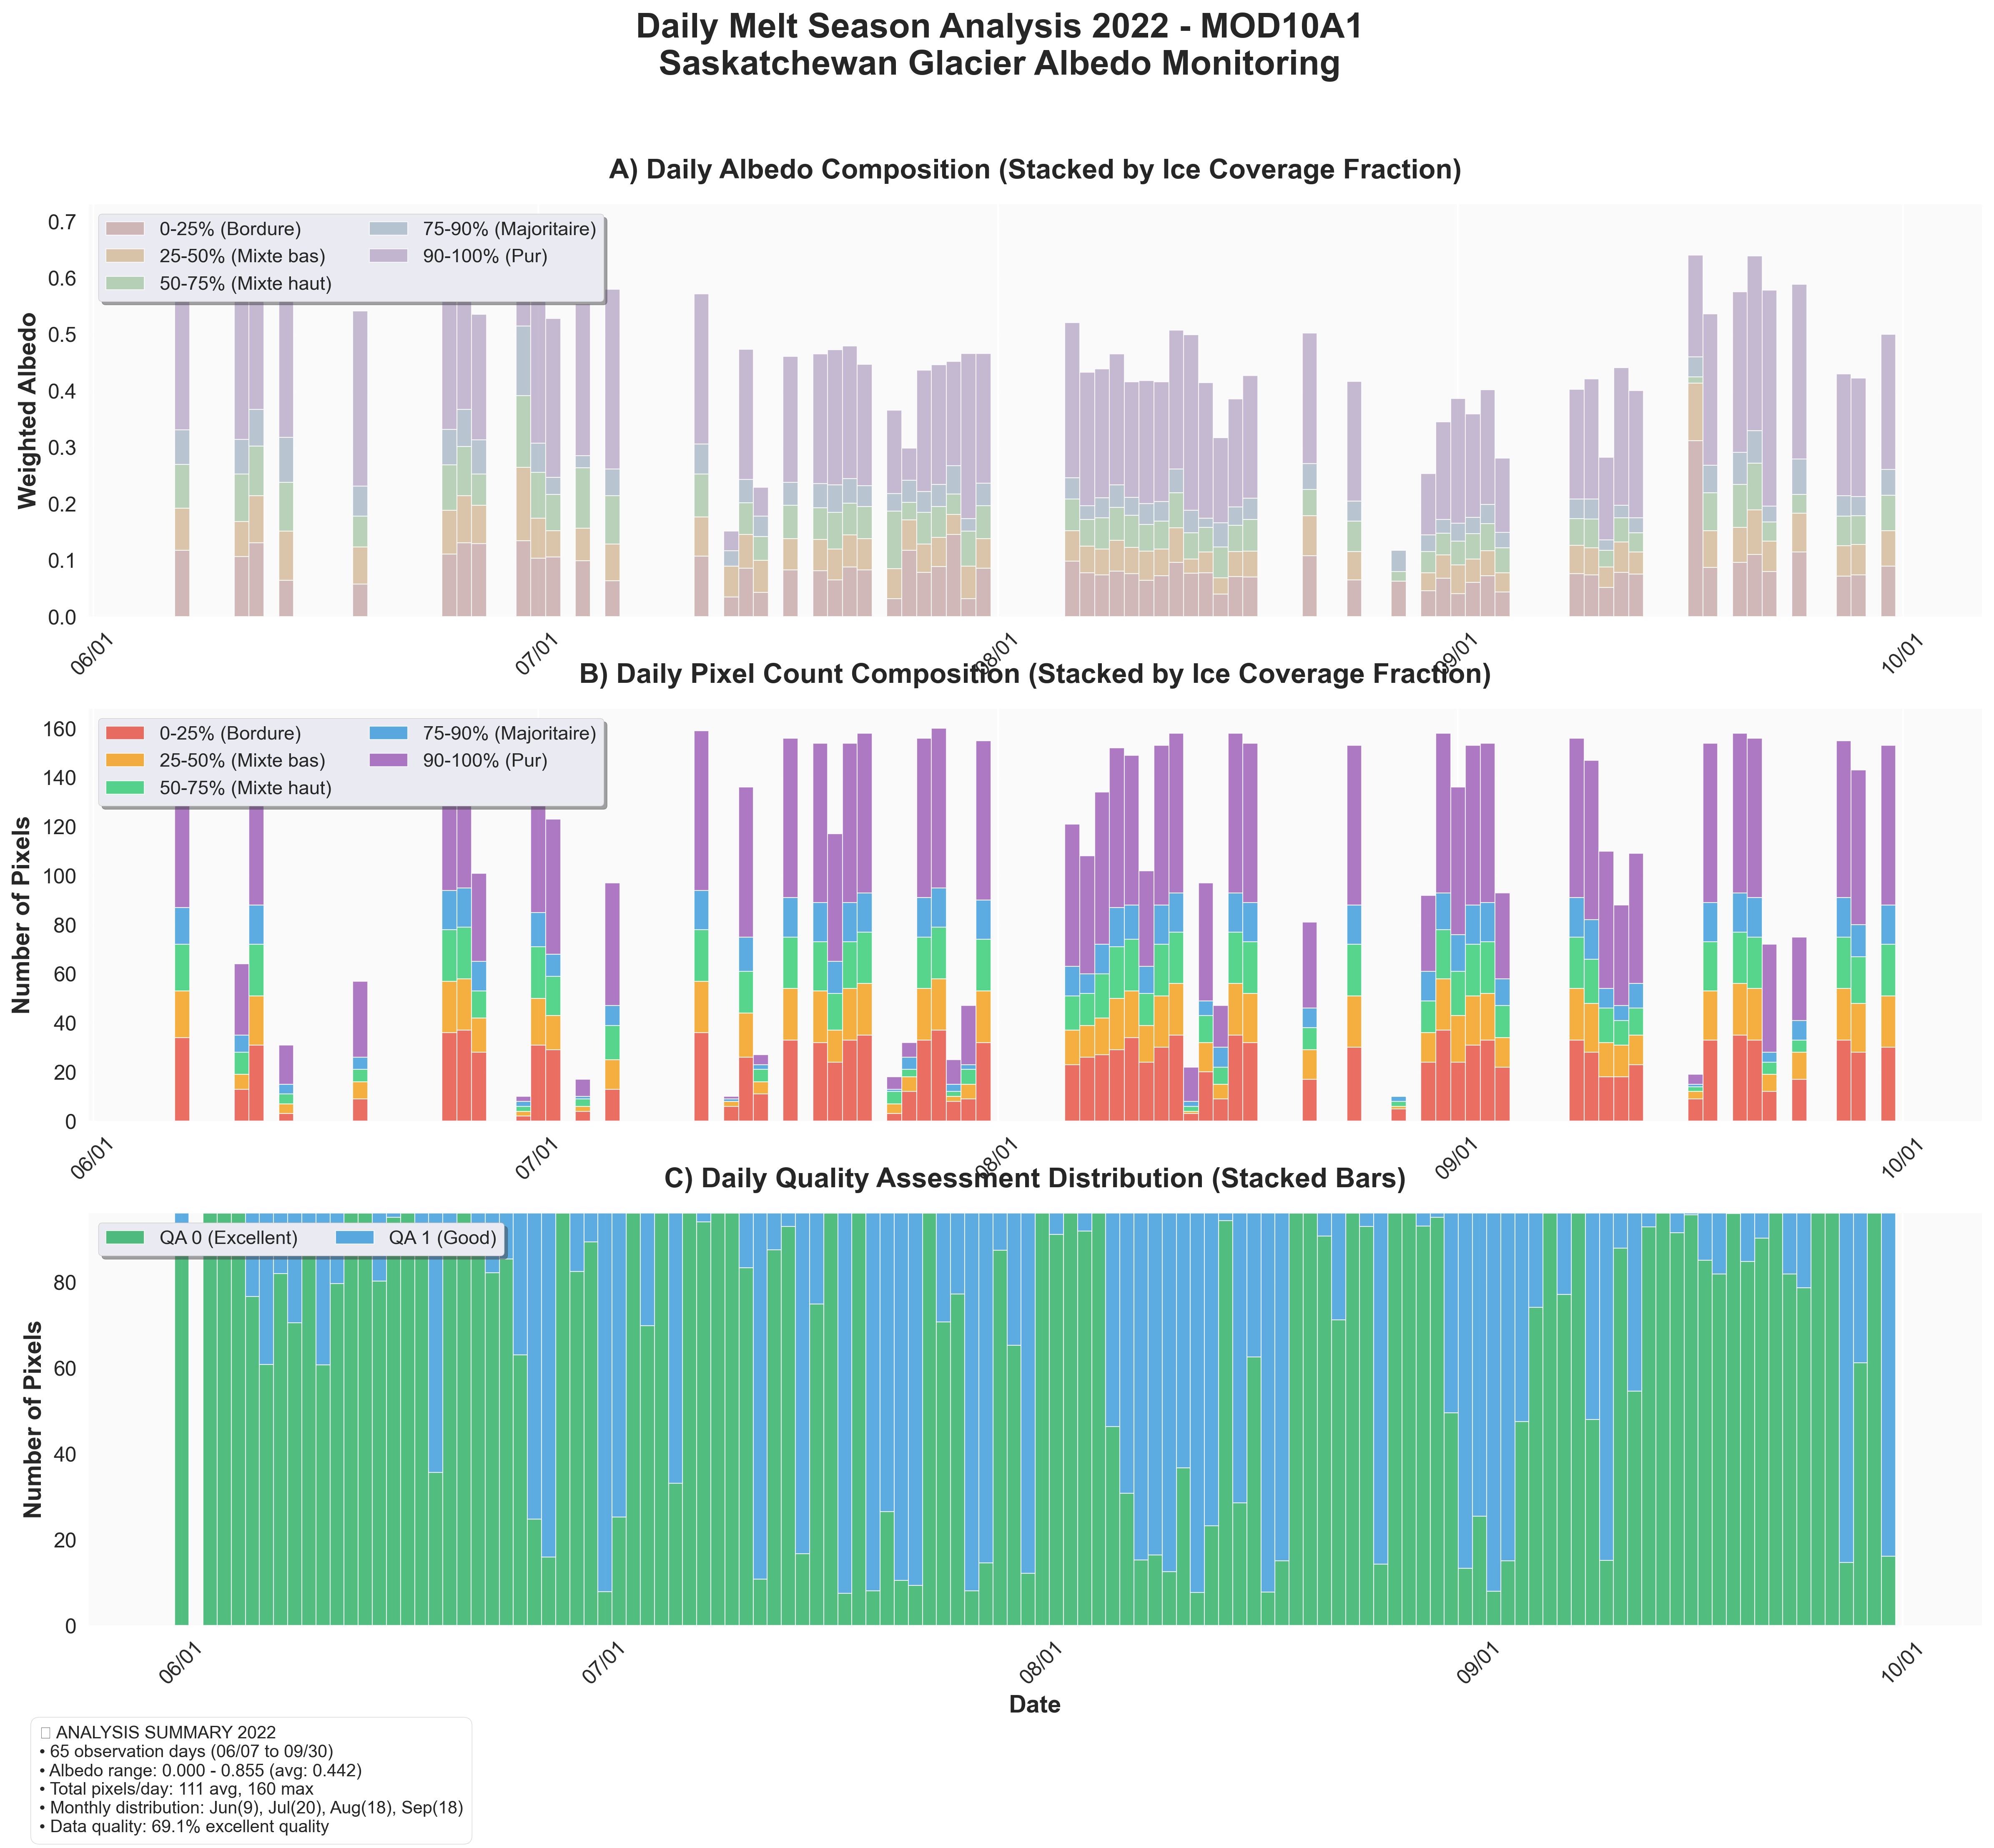 Daily Melt Season Analysis 2022 - MOD10A1
Saskatchewan Glacier Albedo Monitoring
A) Daily Albedo Composition (Stacked by Ice Coverage Fraction)
0-25% (Bordure)
25-50% (Mixte bas)
50-75% (Mixte haut)
75-90% (Majoritaire)
90-100% (Pur)
Weighted Albedo
0.7
0.6
0.5
0.4
0.3
0.2
0.1
0.0
06/01
07/01
08/01
09/01
10/01
B) Daily Pixel Count Composition (Stacked by Ice Coverage Fraction)
0-25% (Bordure)
25-50% (Mixte bas)
50-75% (Mixte haut)
75-90% (Majoritaire)
90-100% (Pur)
Number of Pixels
160
140
120
100
80
60
40
20
0
06/01
07/01
08/01
09/01
10/01
C) Daily Quality Assessment Distribution (Stacked Bars)
QA 0 (Excellent)
QA 1 (Good)
Number of Pixels
80
60
40
20
0
06/01
07/01
08/01
09/01
10/01
Date
ANALYSIS SUMMARY 2022
• 65 observation days (06/07 to 09/30)
• Albedo range: 0.000 - 0.855 (avg: 0.442)
• Total pixels/day: 111 avg, 160 max
• Monthly distribution: Jun(9), Jul(20), Aug(18), Sep(18)
• Data quality: 69.1% excellent quality